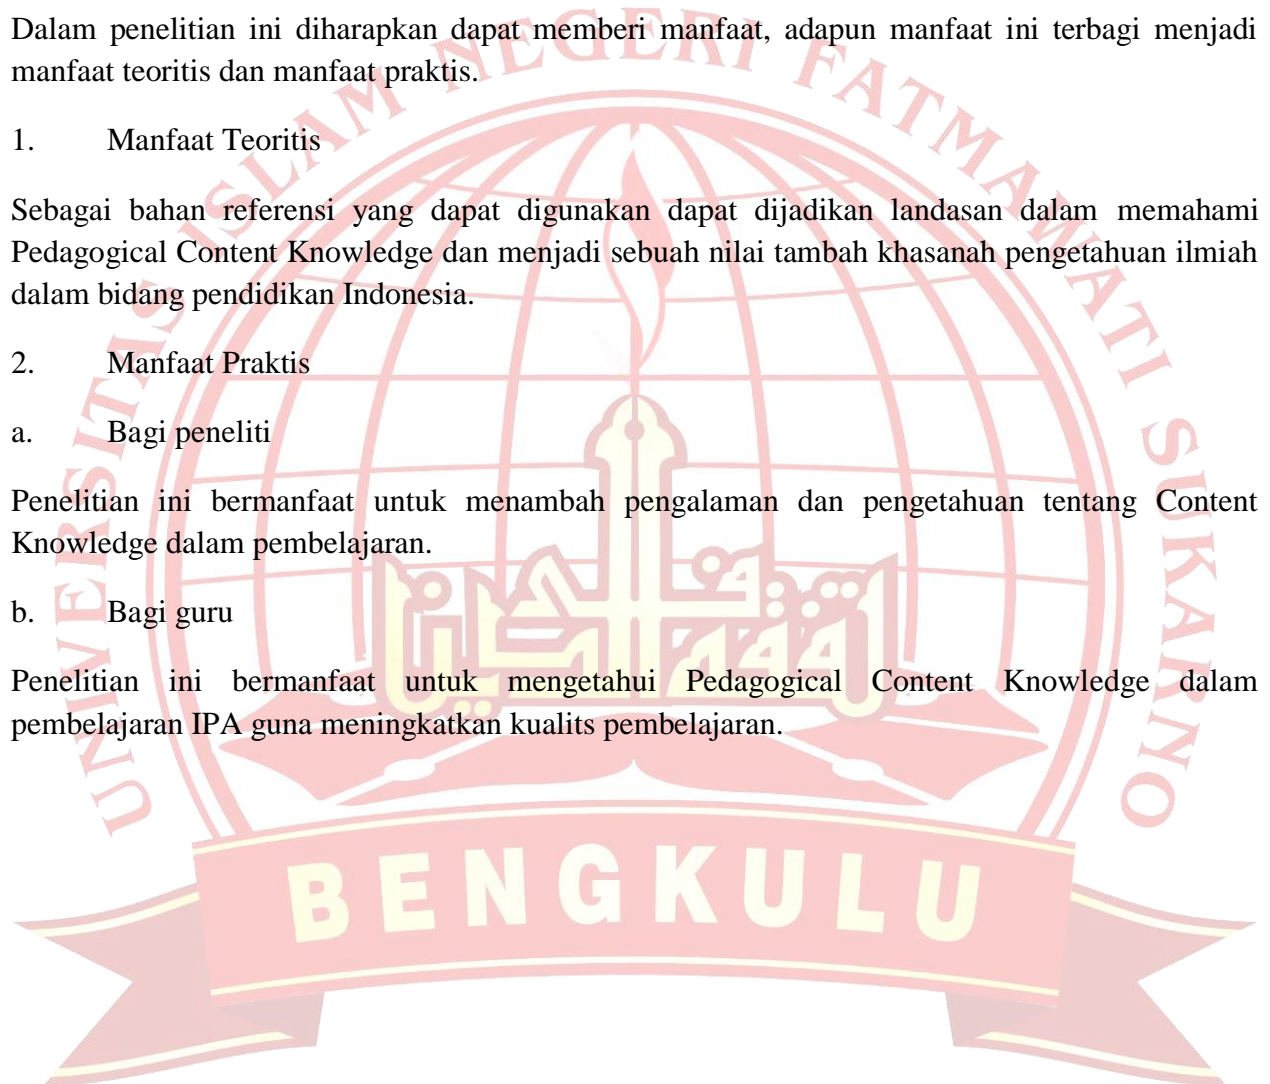 Dalam penelitian ini diharapkan dapat memberi manfaat, adapun manfaat ini terbagi menjadi
manfaat teoritis dan manfaat praktis.
1. Manfaat Teoritis
Sebagai bahan referensi yang dapat digunakan dapat dijadikan landasan dalam memahami
Pedagogical Content Knowledge dan menjadi sebuah nilai tambah khasanah pengetahuan ilmiah
dalam bidang pendidikan Indonesia.
2. Manfaat Praktis
a. Bagi peneliti
Penelitian ini bermanfaat untuk menambah pengalaman dan pengetahuan tentang Content
Knowledge dalam pembelajaran.
b. Bagi guru
Penelitian ini bermanfaat untuk mengetahui Pedagogical Content Knowledge dalam
pembelajaran IPA guna meningkatkan kualits pembelajaran.
UNIVERSITAS ISLAM NEGERI FATMAWATI SUKARNO
BENGKULU